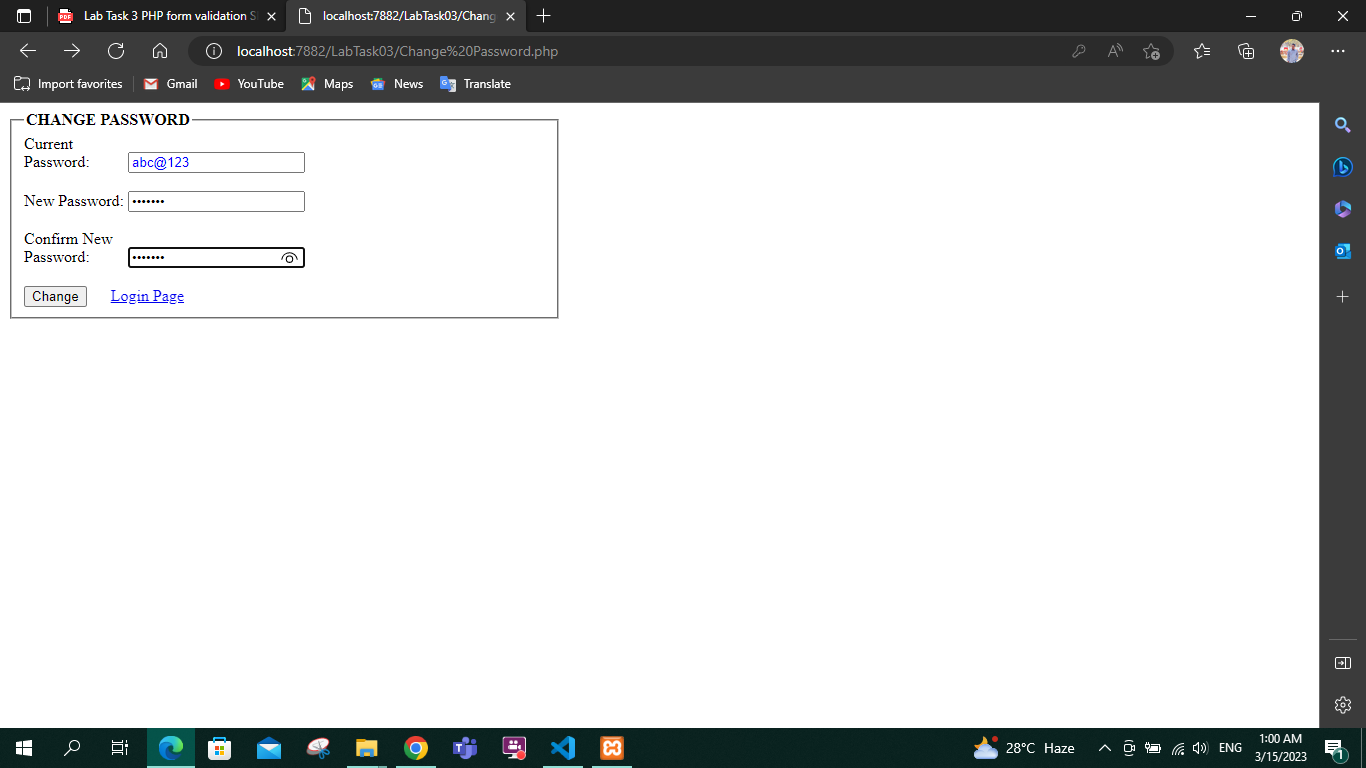 Lab Task 3 PHP form validation S
localhost:7882/LabTask03/Chang
localhost:7882/LabTask03/Change%20Password.php
Import favorites
Gmail
YouTube
Maps
News
Translate
CHANGE PASSWORD
Current
Password:
abc@123
New Password:
•••••••
Confirm New
Password:
•••••••
Change
Login Page
28°C Haze
ENG
1:00 AM
3/15/2023
1